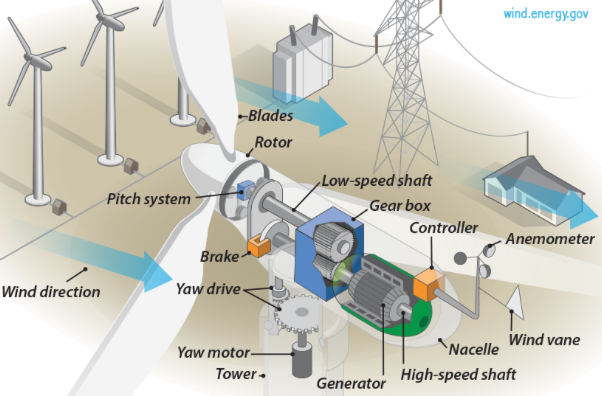 wind.energy.gov
Blades
Rotor
Low-speed shaft
Pitch system
Gear box
Controller
Anemometer
Brake
Yaw drive
Wind direction
Wind vane
Nacelle
Yaw motor
Tower
Generator
High-speed shaft